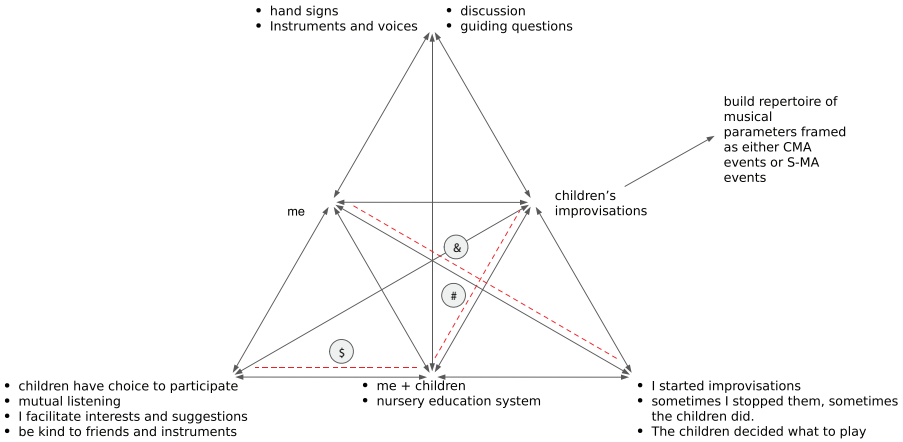 • hand signs
• Instruments and voices
• discussion
• guiding questions
build repertoire of
musical
parameters framed
as either CMA
events or S-MA
events
children’s
improvisations
me
&
#
$
• children have choice to participate
• mutual listening
• I facilitate interests and suggestions
• be kind to friends and instruments
• me + children
• nursery education system
• I started improvisations
• sometimes I stopped them, sometimes
the children did.
• The children decided what to play